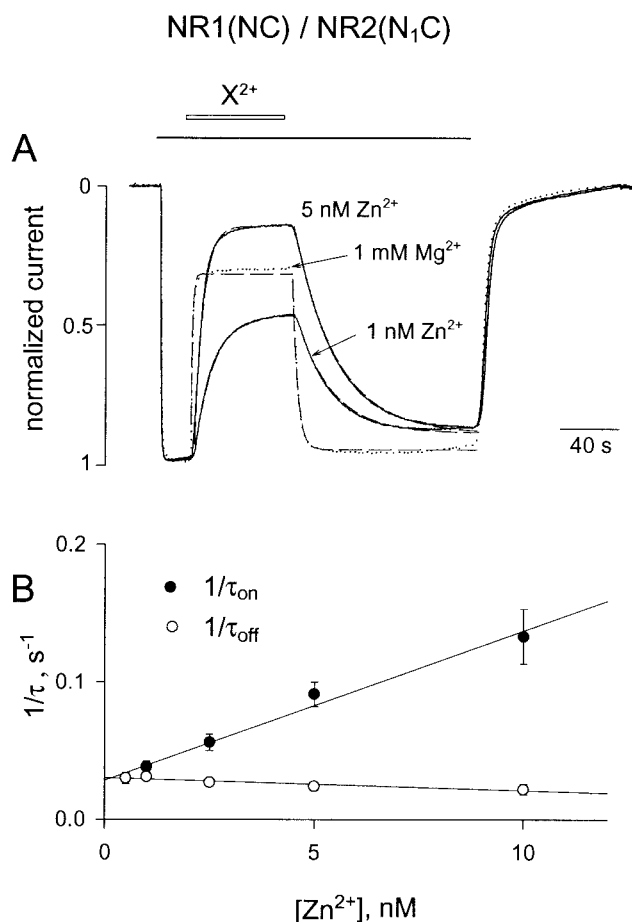 NR1(NC) / NR2(N₁C)
X²⁺
A
0
0.5
1
normalized current
5 nM Zn²⁺
1 mM Mg²⁺
1 nM Zn²⁺
40 s
B
0.2
0.1
0.0
1/τ, s⁻¹
1/τon
1/τoff
0 5 10
[Zn²⁺], nM